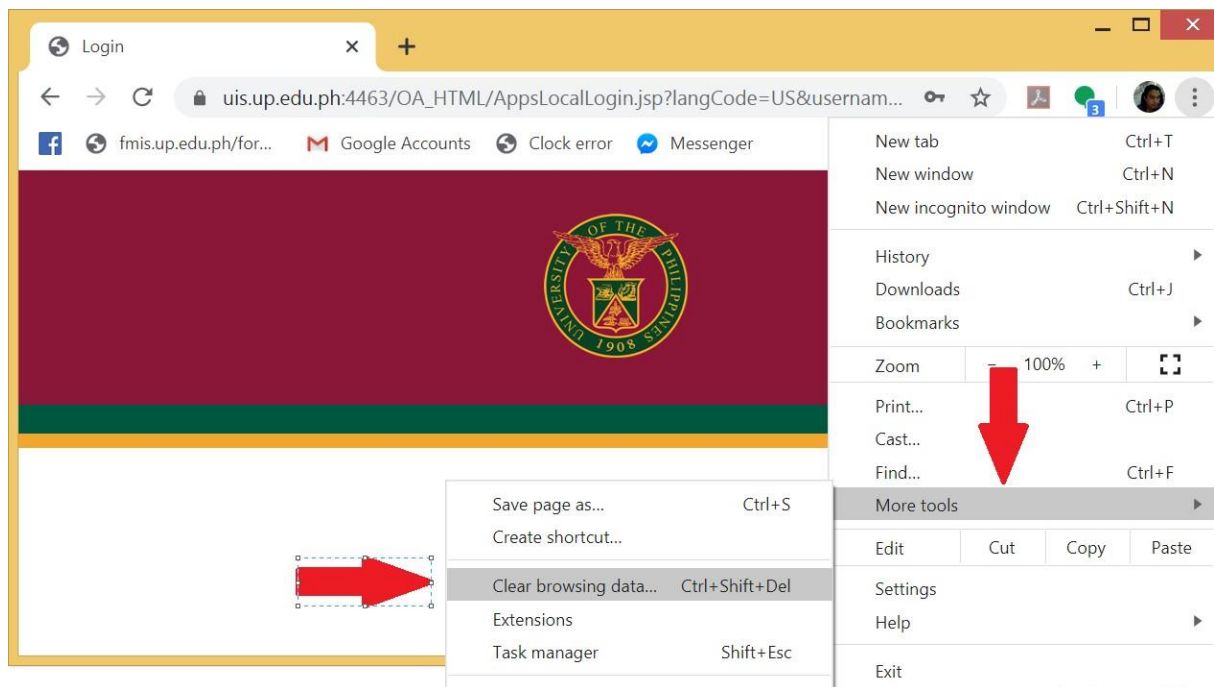 Login
uis.up.edu.ph:4463/OA_HTML/AppsLocalLogin.jsp?langCode=US&usernam...
3
fmis.up.edu.ph/for... Google Accounts Clock error Messenger
UNIVERSITY OF THE PHILIPPINES
1908
New tab Ctrl+T
New window Ctrl+N
New incognito window Ctrl+Shift+N
History
Downloads Ctrl+J
Bookmarks
Zoom - 100% +
Print... Ctrl+P
Cast...
Find... Ctrl+F
More tools
Edit Cut Copy Paste
Settings
Help
Exit
Save page as... Ctrl+S
Create shortcut...
Clear browsing data... Ctrl+Shift+Del
Extensions
Task manager Shift+Esc